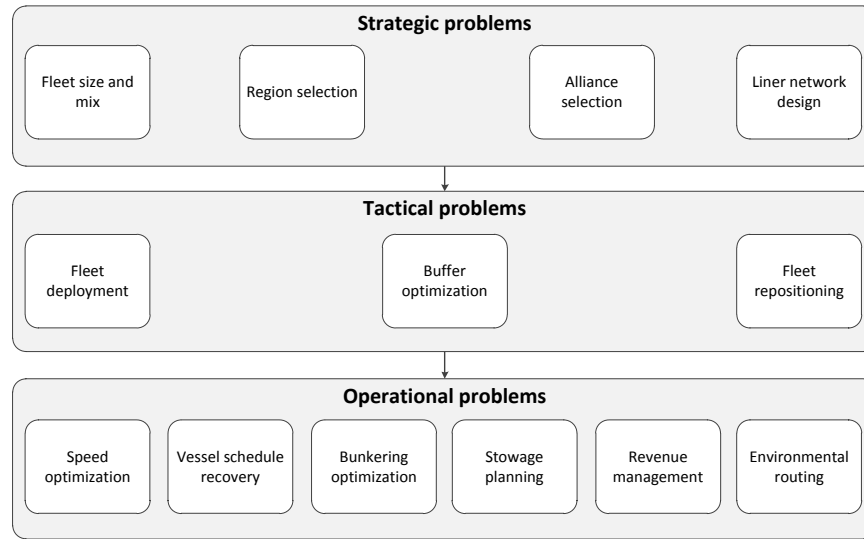 Strategic problems
Fleet size and
mix
Region selection
Alliance
selection
Liner network
design
Tactical problems
Fleet
deployment
Buffer
optimization
Fleet
repositioning
Operational problems
Speed
optimization
Vessel schedule
recovery
Bunkering
optimization
Stowage
planning
Revenue
management
Environmental
routing